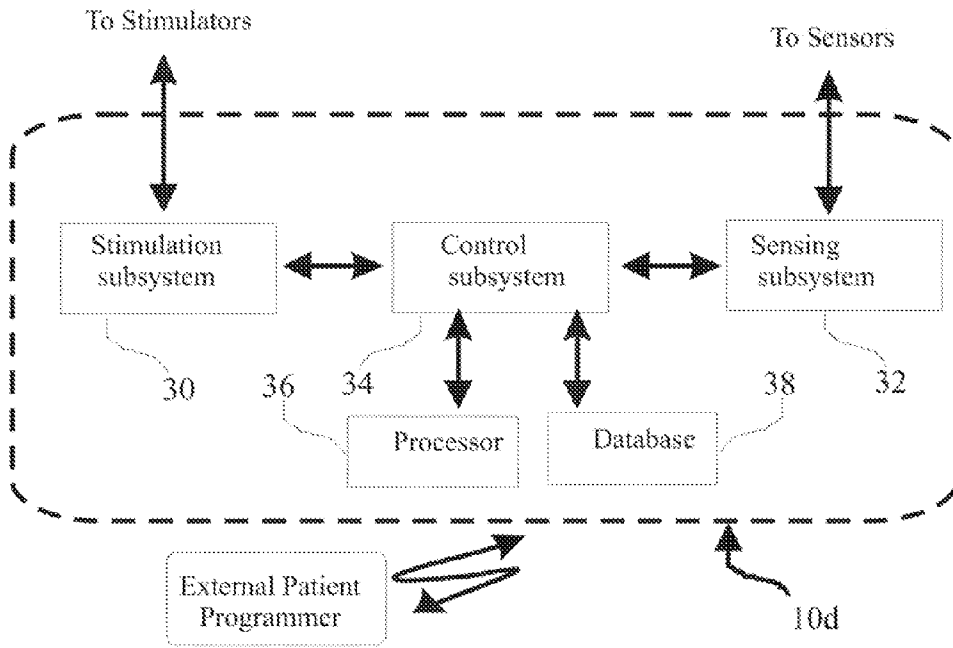 To Stimulators
To Sensors
Stimulation
subsystem
Control
subsystem
Sensing
subsystem
30
36
34
38
32
Processor
Database
External Patient
Programmer
10d